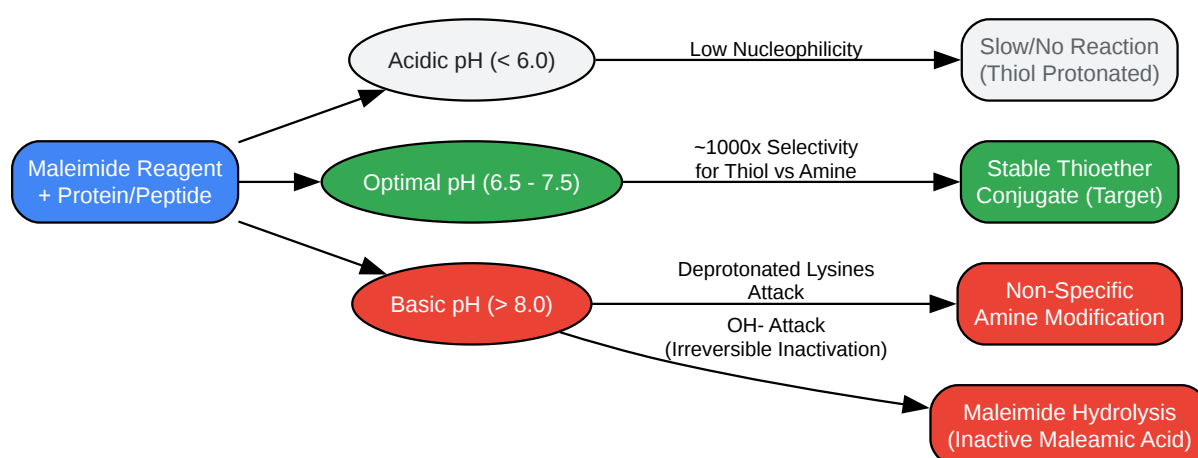 Maleimide Reagent
+ Protein/Peptide
Acidic pH (< 6.0)
Low Nucleophilicity
Slow/No Reaction
(Thiol Protonated)
Optimal pH (6.5 - 7.5)
~1000x Selectivity
for Thiol vs Amine
Stable Thioether
Conjugate (Target)
Basic pH (> 8.0)
Deprotonated Lysines
Attack
Non-Specific
Amine Modification
OH- Attack
(Irreversible Inactivation)
Maleimide Hydrolysis
(Inactive Maleamic Acid)